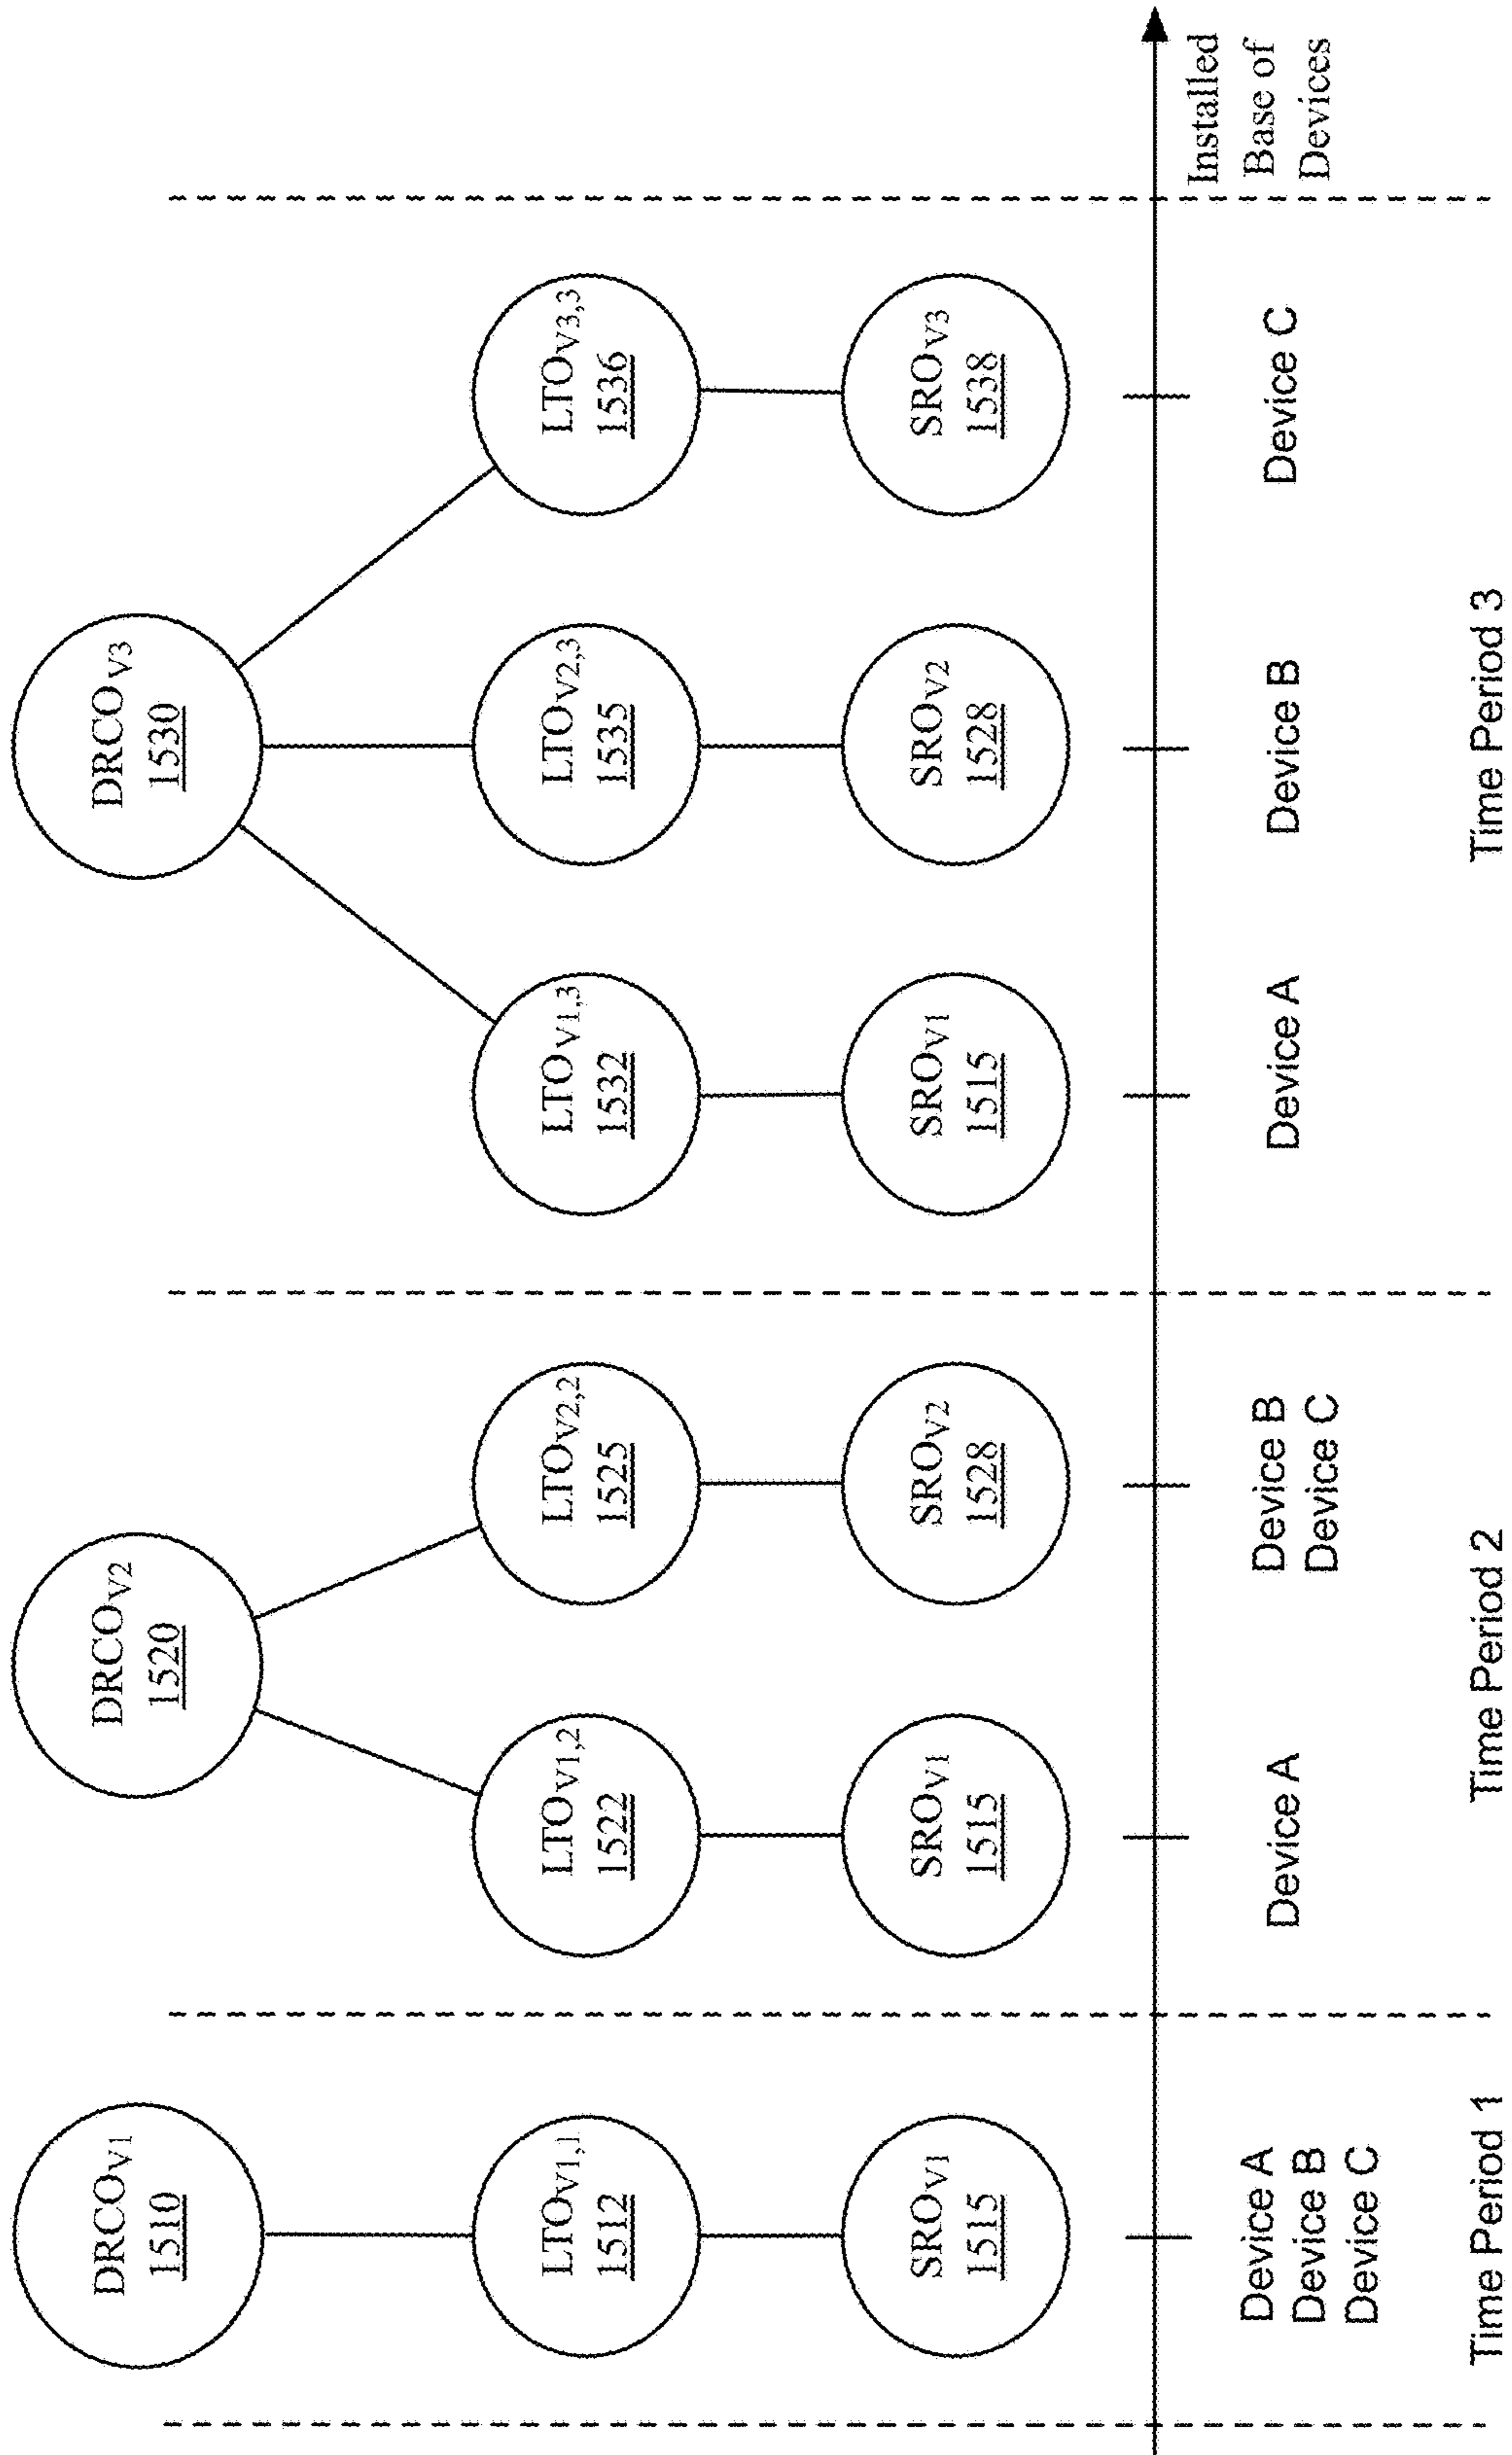 DRCOV1
1510
LTOV1,1
1512
SROV1
1515
Device A
Device B
Device C
Time Period 1
DRCOV2
1520
LTOV1,2
1522
LTOV2,2
1525
SROV1
1515
SROV2
1528
Device A
Device B
Device C
Time Period 2
DRCOV3
1530
LTOV1,3
1532
LTOV2,3
1535
LTOV3,3
1536
SROV1
1515
SROV2
1528
SROV3
1538
Device A
Device B
Device C
Time Period 3
Installed
Base of
Devices